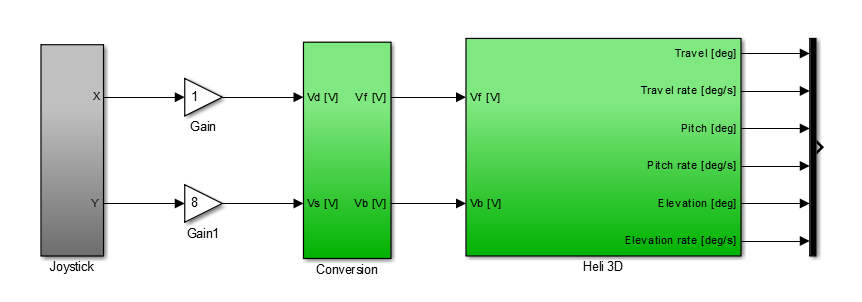 X
Y
Joystick
1
Gain
8
Gain1
Vd [V]
Vf [V]
Vs [V]
Vb [V]
Conversion
Vf [V]
Vb [V]
Travel [deg]
Travel rate [deg/s]
Pitch [deg]
Pitch rate [deg/s]
Elevation [deg]
Elevation rate [deg/s]
Heli 3D